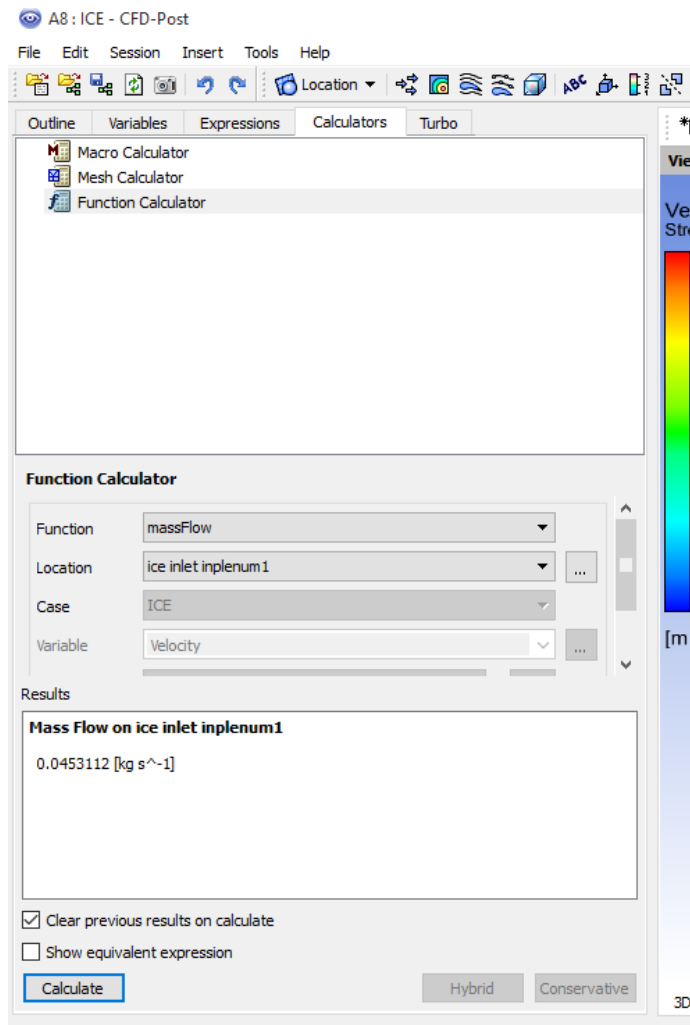 A8 : ICE - CFD-Post
File Edit Session Insert Tools Help
Location ABC
Outline Variables Expressions Calculators Turbo
Macro Calculator
Mesh Calculator
Function Calculator
Function Calculator
Function massFlow
Location ice inlet inplenum1 ...
Case ICE
Variable Velocity ...
Results
Mass Flow on ice inlet inplenum1
0.0453112 [kg s^-1]
Clear previous results on calculate
Show equivalent expression
Calculate Hybrid Conservative
Vie
Ve
Stre
[m
3D